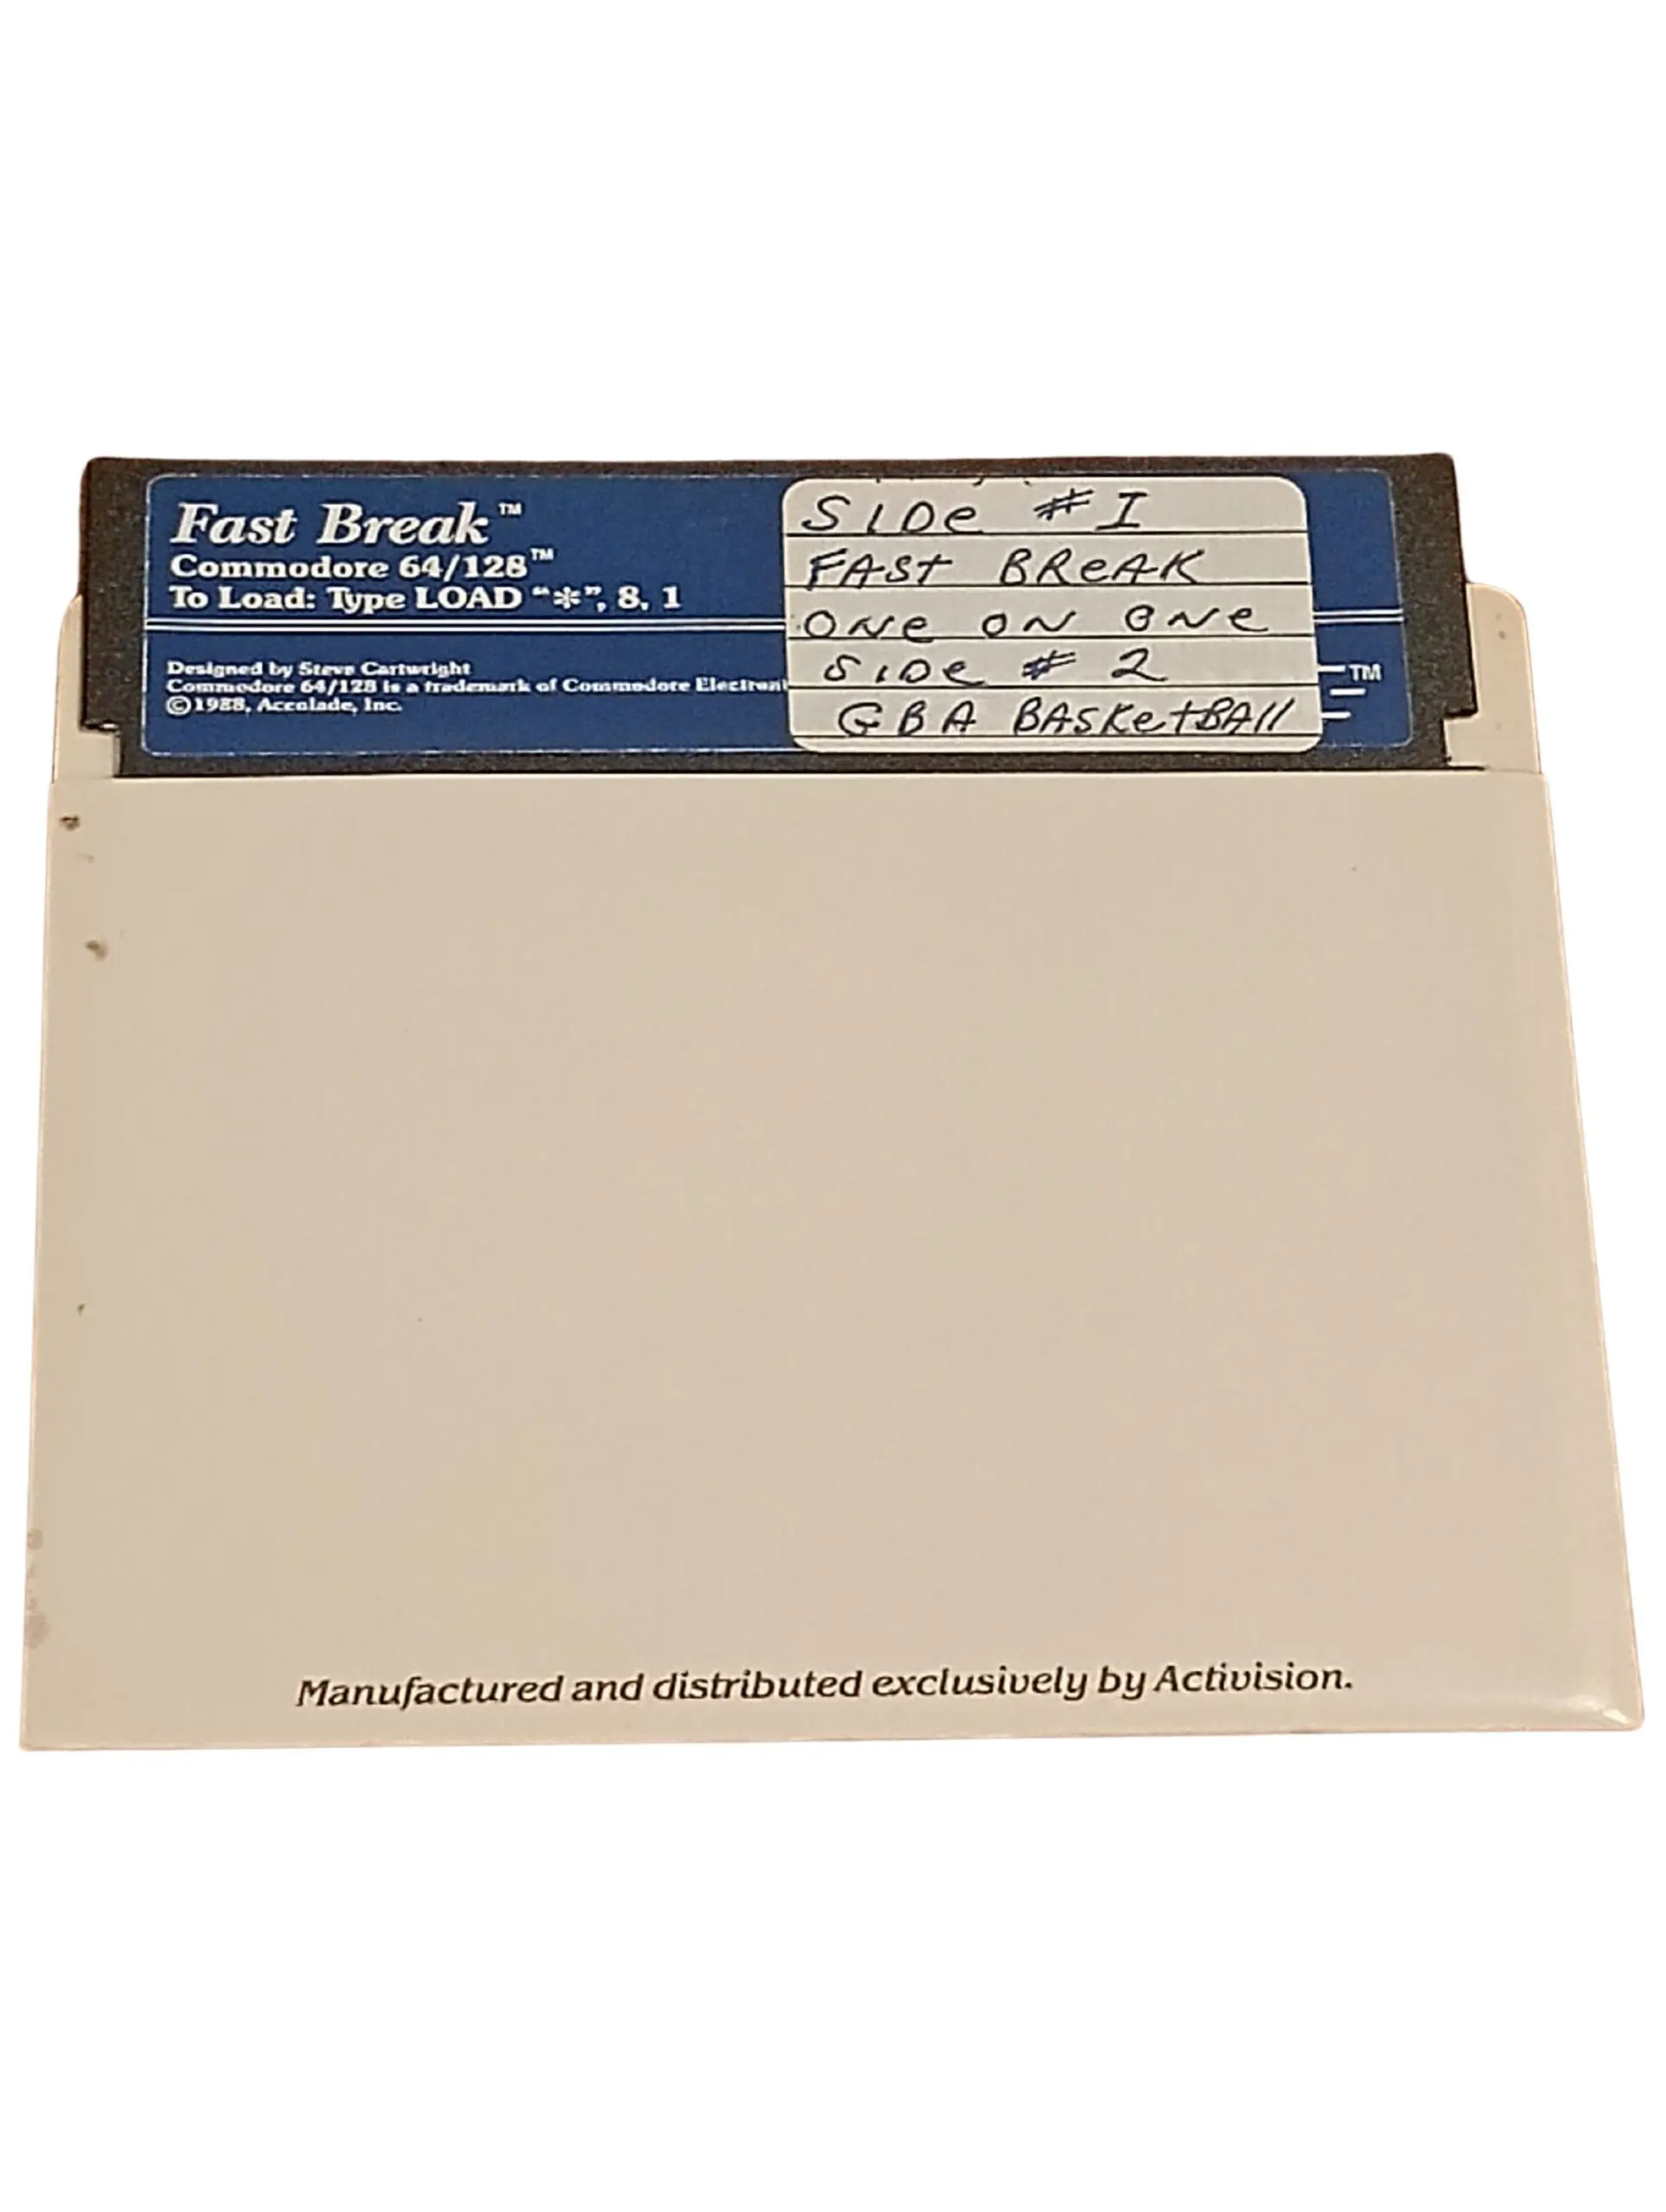 Fast Break™
Commodore 64/128™
To Load: Type LOAD “*”, 8, 1
Designed by Steve Cartwright
Commodore 64/128 is a trademark of Commodore
©1988, Accolade, Inc.
SIDe #1
FASt BReAK
ONe ON ONe
SIDe # 2
GBA BASKetBAll
TM
Manufactured and distributed exclusively by Activision.